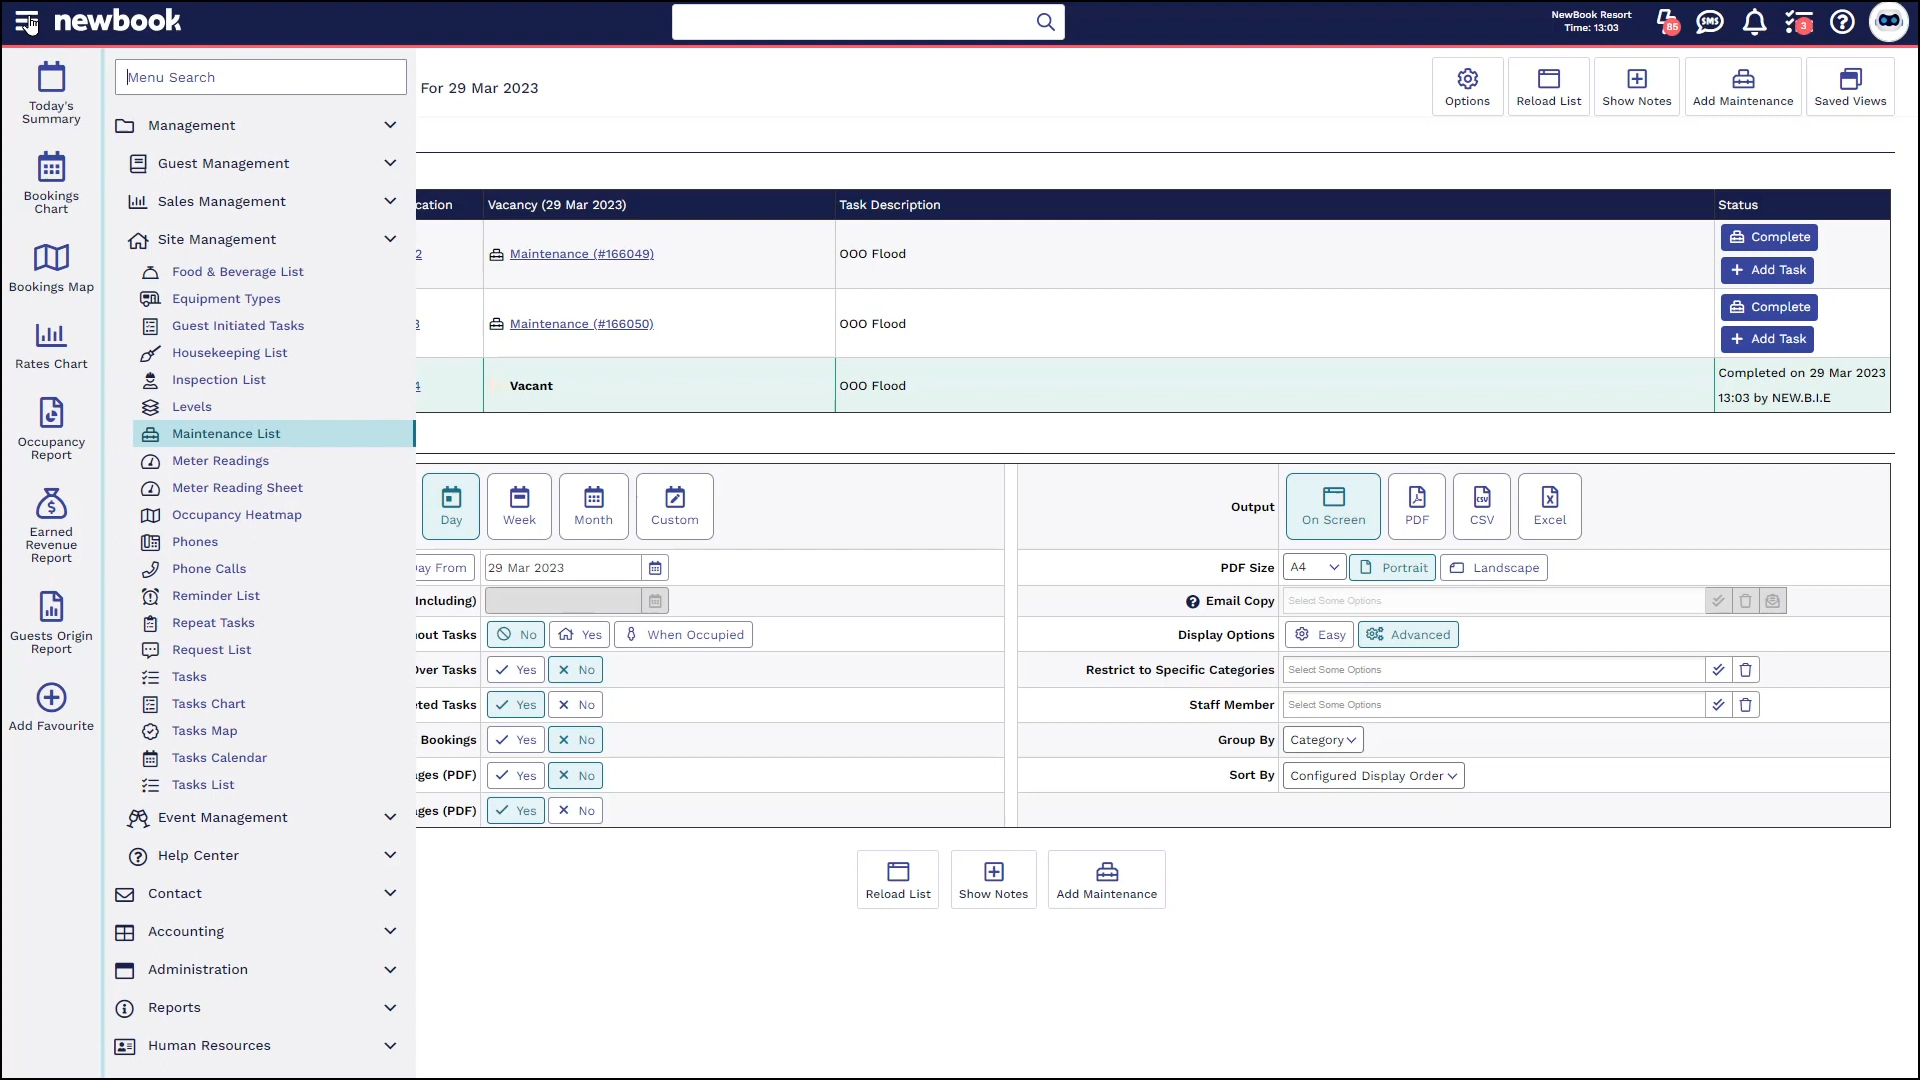 newbook
NewBook Resort
Time: 13:03
85
SMS
3
Today's
Summary
Bookings
Chart
Bookings Map
Rates Chart
Occupancy
Report
Earned
Revenue
Report
Guests Origin
Report
Add Favourite
Menu Search
Management
Guest Management
Sales Management
Site Management
Food & Beverage List
Equipment Types
Guest Initiated Tasks
Housekeeping List
Inspection List
Levels
Maintenance List
Meter Readings
Meter Reading Sheet
Occupancy Heatmap
Phones
Phone Calls
Reminder List
Repeat Tasks
Request List
Tasks
Tasks Chart
Tasks Map
Tasks Calendar
Tasks List
Event Management
Help Center
Contact
Accounting
Administration
Reports
Human Resources
For 29 Mar 2023
Options
Reload List
Show Notes
Add Maintenance
Saved Views
cation Vacancy (29 Mar 2023) Task Description Status
2 Maintenance (#166049) OOO Flood Complete
Add Task
3 Maintenance (#166050) OOO Flood Complete
Add Task
4 Vacant OOO Flood Completed on 29 Mar 2023
13:03 by NEW.B.I.E
Day Week Month Custom
ay From 29 Mar 2023
Including)
out Tasks No Yes When Occupied
Over Tasks Yes No
ted Tasks Yes No
Bookings Yes No
ges (PDF) Yes No
ges (PDF) Yes No
Output On Screen PDF CSV Excel
PDF Size A4 Portrait Landscape
Email Copy Select Some Options
Display Options Easy Advanced
Restrict to Specific Categories Select Some Options
Staff Member Select Some Options
Group By Category
Sort By Configured Display Order
Reload List
Show Notes
Add Maintenance